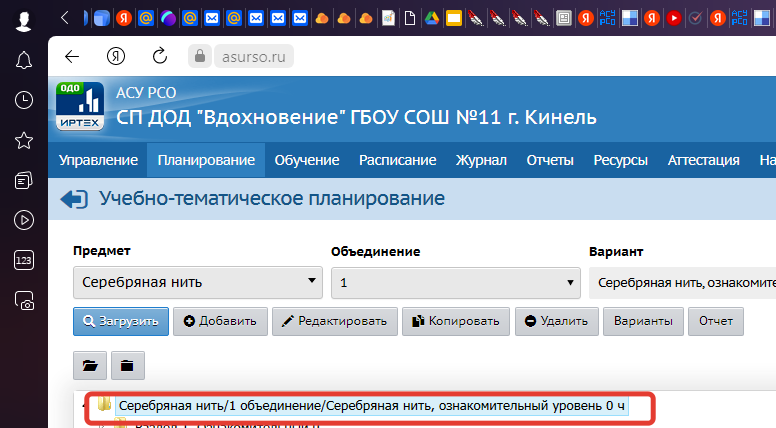 asurso.ru
одо
ИРТЕХ
АСУ РСО
СП ДОД "Вдохновение" ГБОУ СОШ №11 г. Кинель
Управление Планирование Обучение Расписание Журнал Отчеты Ресурсы Аттестация На
Учебно-тематическое планирование
Предмет Объединение Вариант
Серебряная нить 1 Серебряная нить, ознакомите
Загрузить Добавить Редактировать Копировать Удалить Варианты Отчет
123
Серебряная нить/1 объединение/Серебряная нить, ознакомительный уровень 0 ч